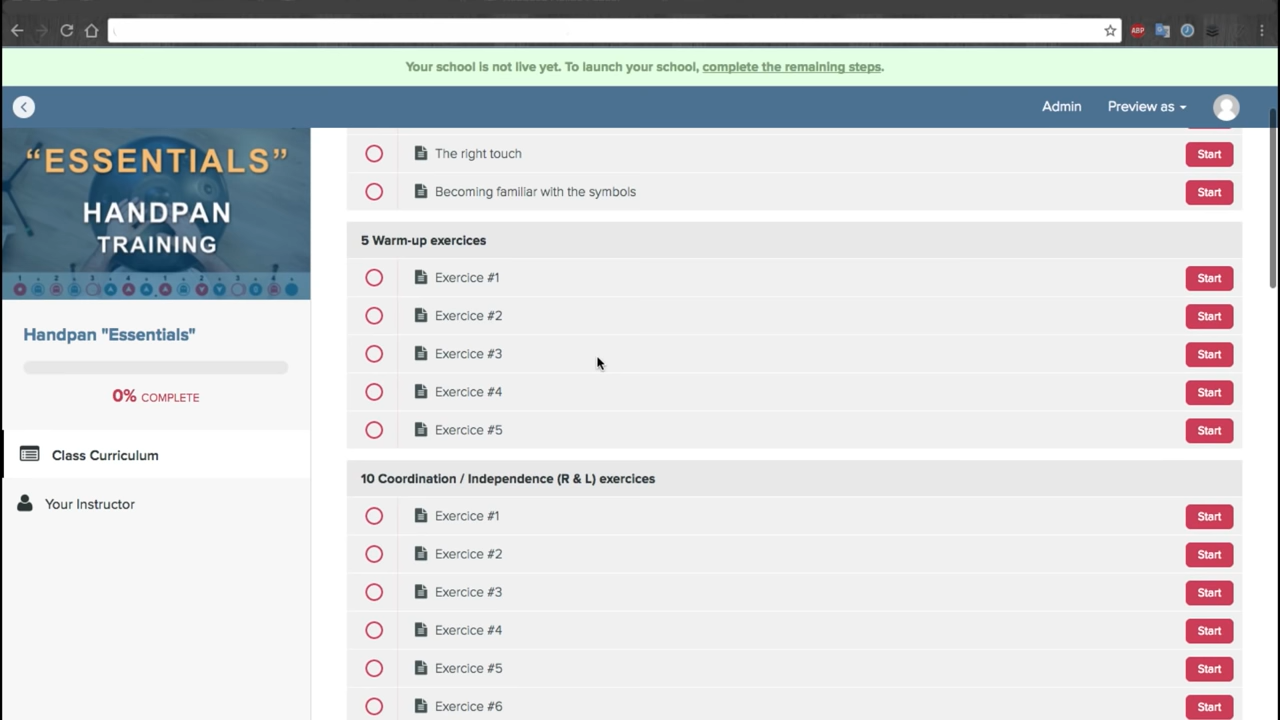 ABP
Your school is not live yet. To launch your school, complete the remaining steps.
Admin
Preview as
"ESSENTIALS"
HANDPAN
TRAINING
Handpan "Essentials"
0% COMPLETE
Class Curriculum
Your Instructor
The right touch
Start
Becoming familiar with the symbols
Start
5 Warm-up exercices
Exercice #1
Start
Exercice #2
Start
Exercice #3
Start
Exercice #4
Start
Exercice #5
Start
10 Coordination / Independence (R & L) exercices
Exercice #1
Start
Exercice #2
Start
Exercice #3
Start
Exercice #4
Start
Exercice #5
Start
Exercice #6
Start